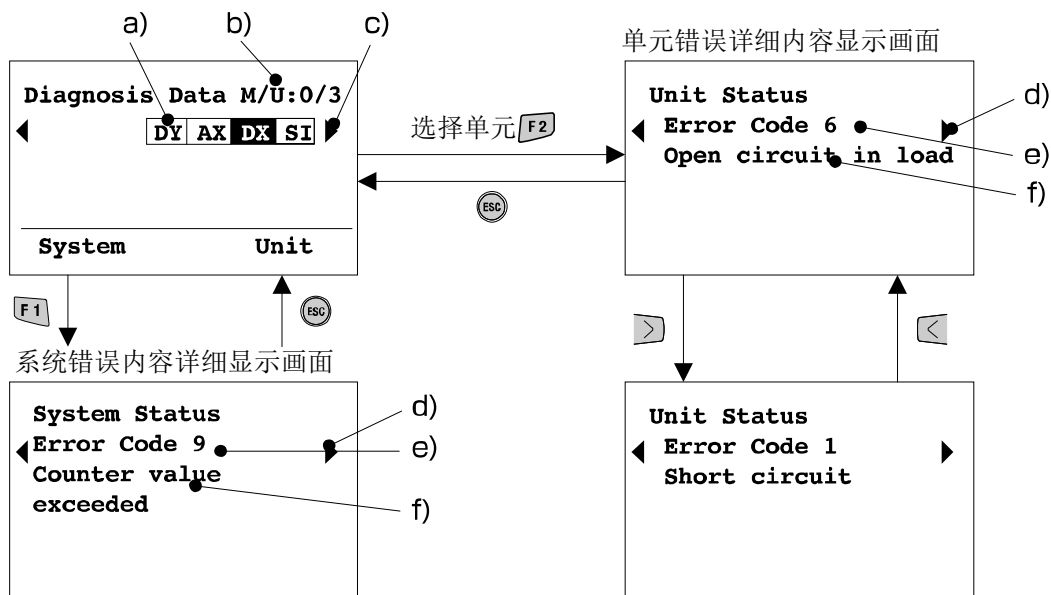 a)
b)
c)
Diagnosis Data M/U:0/3
DY AX DX SI
System Unit
选择单元 F2
ESC
单元错误详细内容显示画面
Unit Status
Error Code 6
Open circuit in load
d)
e)
f)
F1
ESC
系统错误内容详细显示画面
System Status
Error Code 9
Counter value
exceeded
d)
e)
f)
Unit Status
Error Code 1
Short circuit